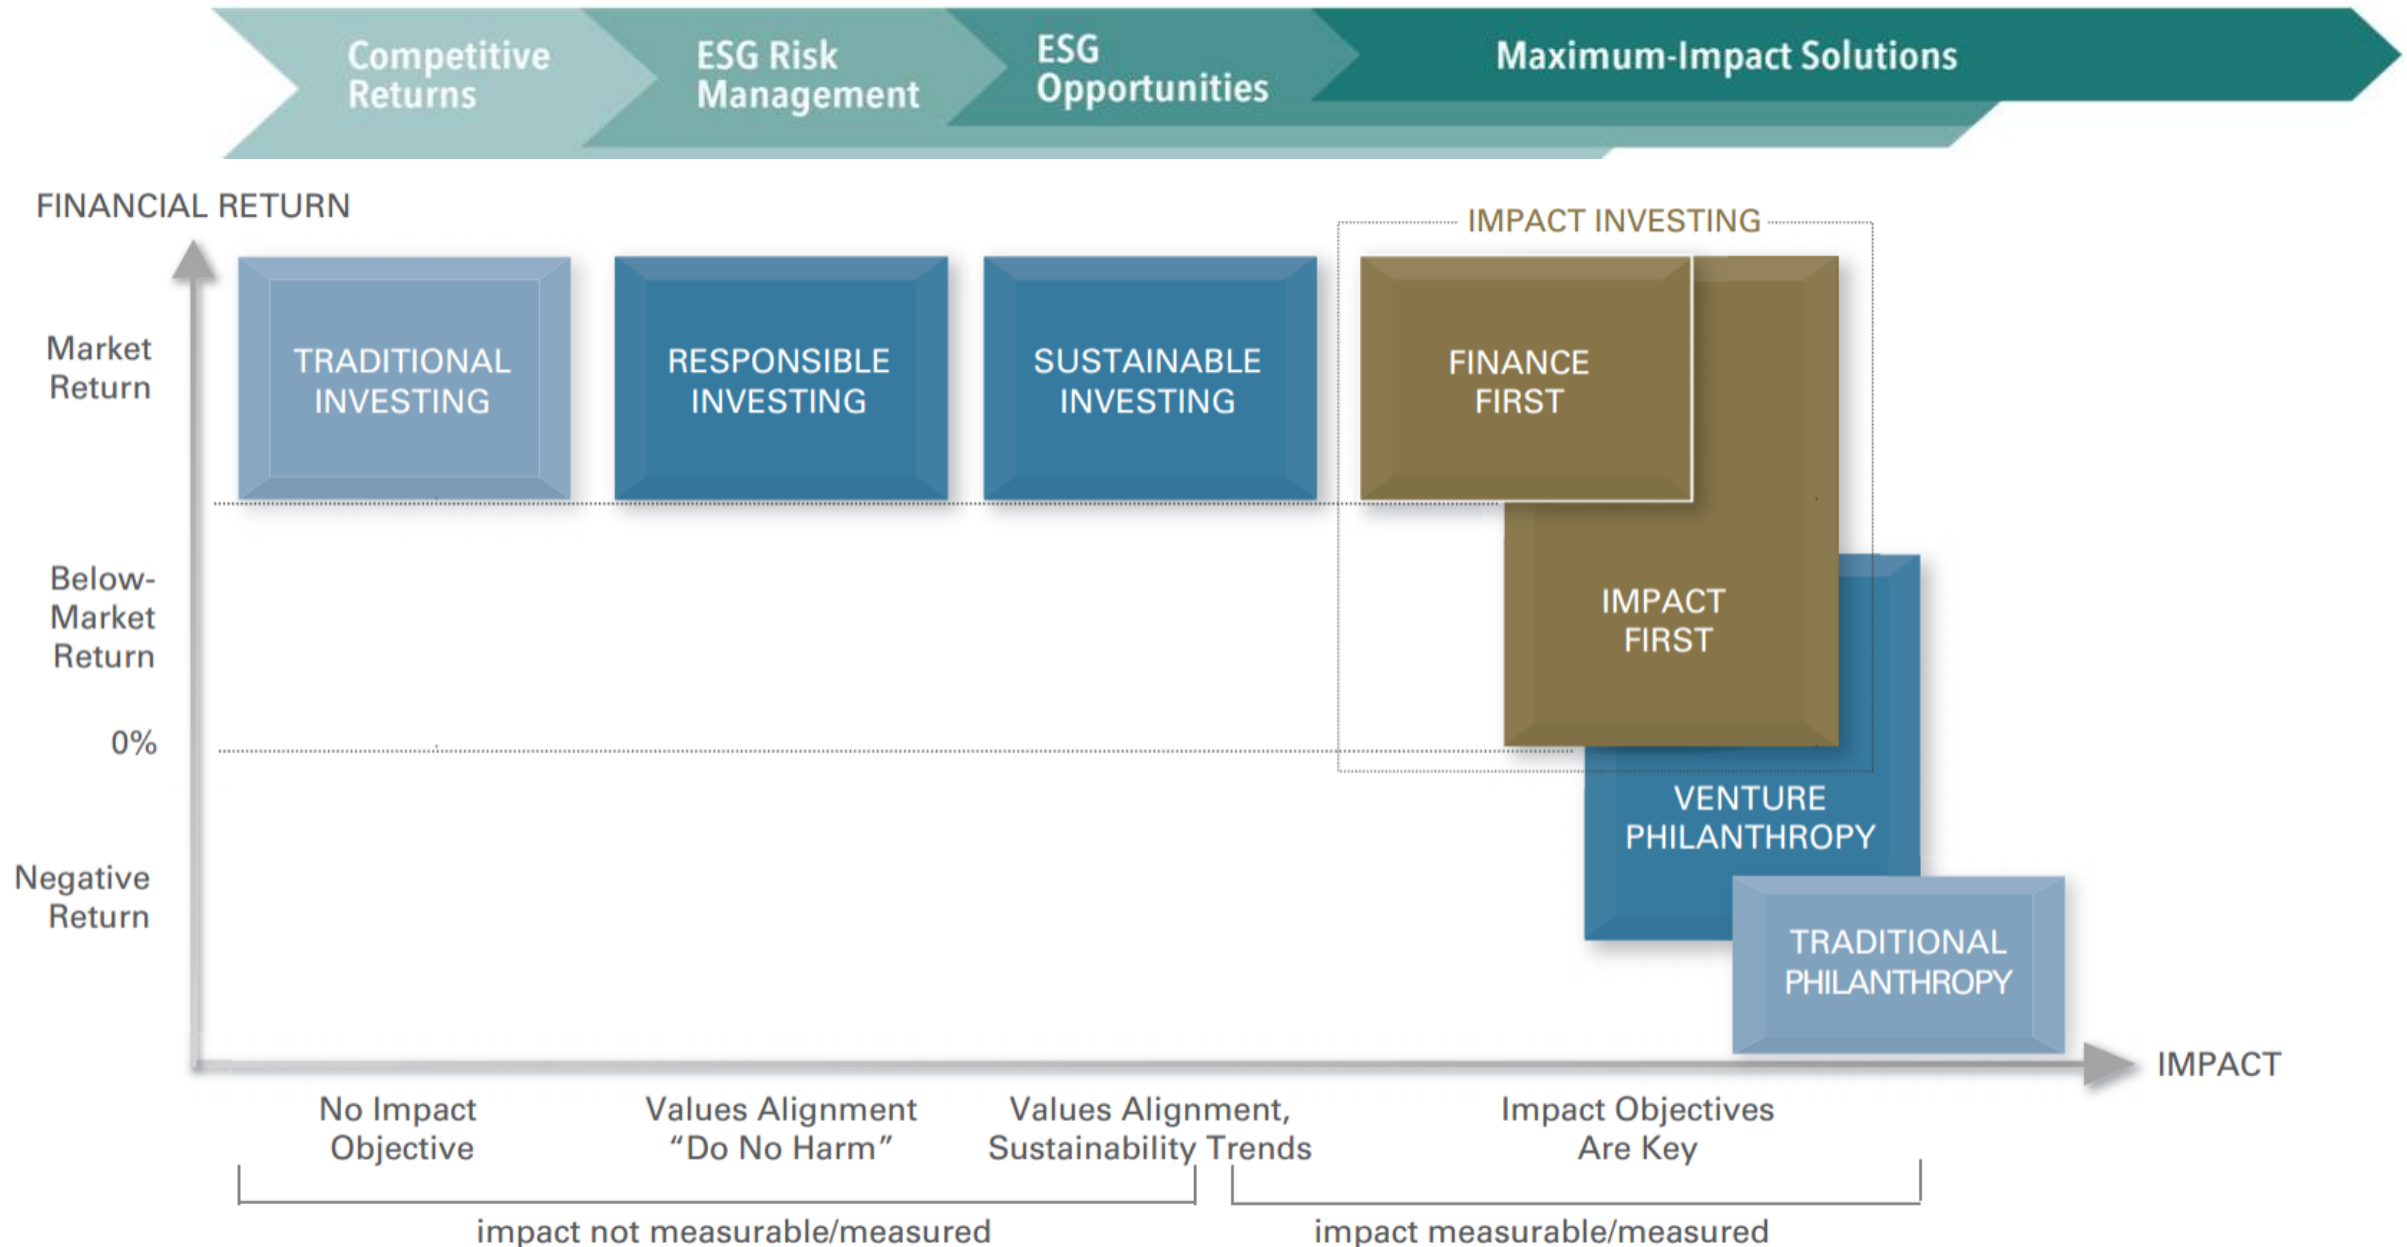 Competitive
Returns
ESG Risk
Management
ESG
Opportunities
Maximum-Impact Solutions
FINANCIAL RETURN
IMPACT INVESTING
Market
Return
TRADITIONAL
INVESTING
RESPONSIBLE
INVESTING
SUSTAINABLE
INVESTING
FINANCE
FIRST
Below-
Market
Return
IMPACT
FIRST
0%
VENTURE
PHILANTHROPY
Negative
Return
TRADITIONAL
PHILANTHROPY
IMPACT
No Impact
Objective
Values Alignment
“Do No Harm”
Values Alignment,
Sustainability Trends
Impact Objectives
Are Key
impact not measurable/measured
impact measurable/measured